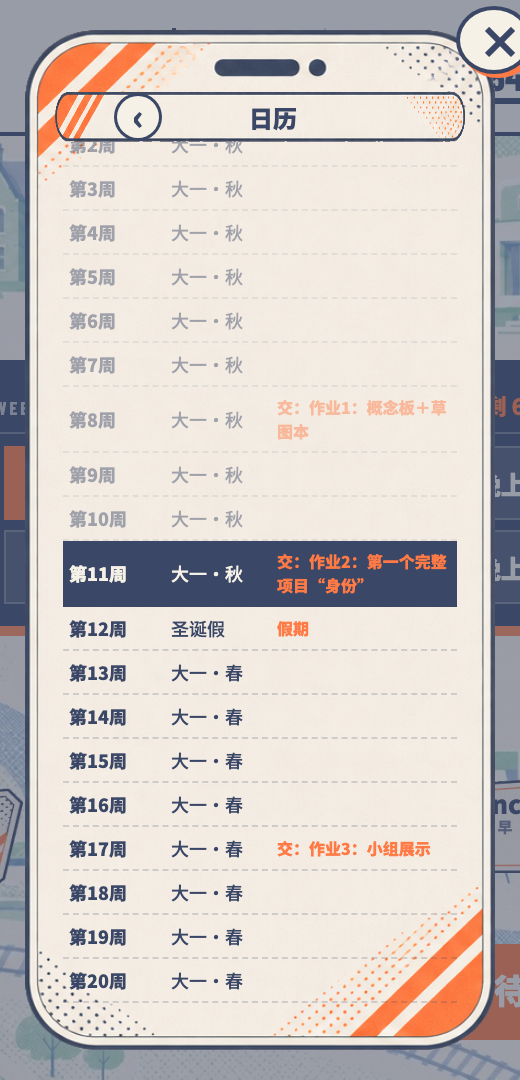 日历
第2周 大一·秋
第3周 大一·秋
第4周 大一·秋
第5周 大一·秋
第6周 大一·秋
第7周 大一·秋
第8周 大一·秋 交：作业1：概念板＋草
图本
第9周 大一·秋
第10周 大一·秋
第11周 大一·秋 交：作业2：第一个完整
项目“身份”
第12周 圣诞假 假期
第13周 大一·春
第14周 大一·春
第15周 大一·春
第16周 大一·春
第17周 大一·春 交：作业3：小组展示
第18周 大一·春
第19周 大一·春
第20周 大一·春
剩 6
晚上
晚上
早
待